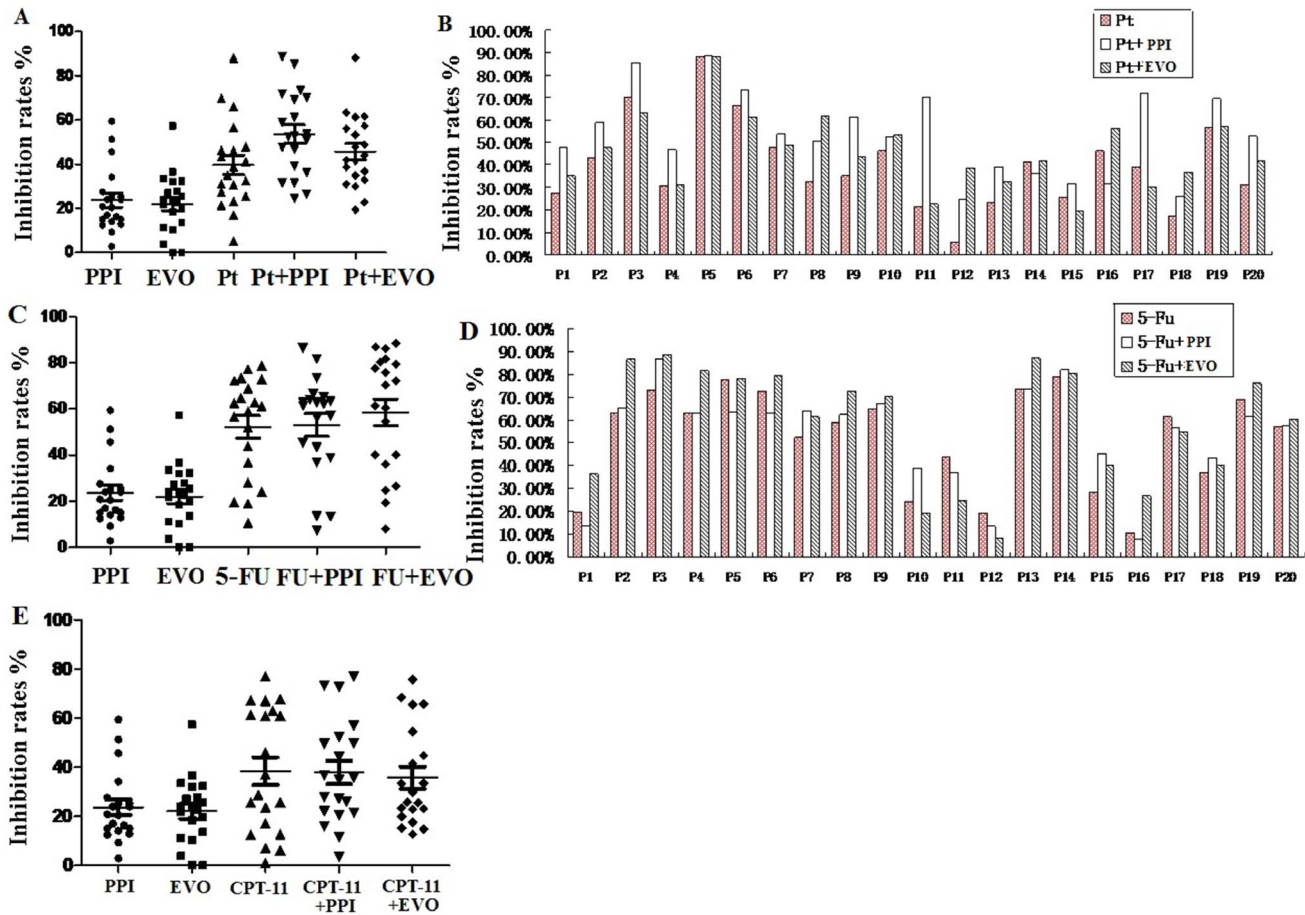 A
Inhibition rates %
100
80
60
40
20
0
PPI EVO Pt Pt+PPI Pt+EVO
B
Inhibition rates %
100.00%
90.00%
80.00%
70.00%
60.00%
50.00%
40.00%
30.00%
20.00%
10.00%
0.00%
P1 P2 P3 P4 P5 P6 P7 P8 P9 P10 P11 P12 P13 P14 P15 P16 P17 P18 P19 P20
Pt
Pt+PPI
Pt+EVO
C
Inhibition rates %
100
80
60
40
20
0
PPI EVO 5-FU FU+PPI FU+EVO
D
Inhibition rates %
100.00%
90.00%
80.00%
70.00%
60.00%
50.00%
40.00%
30.00%
20.00%
10.00%
0.00%
P1 P2 P3 P4 P5 P6 P7 P8 P9 P10 P11 P12 P13 P14 P15 P16 P17 P18 P19 P20
5-Fu
5-Fu+PPI
5-Fu+EVO
E
Inhibition rates %
100
80
60
40
20
0
PPI EVO CPT-11 CPT-11 CPT-11
+PPI +EVO